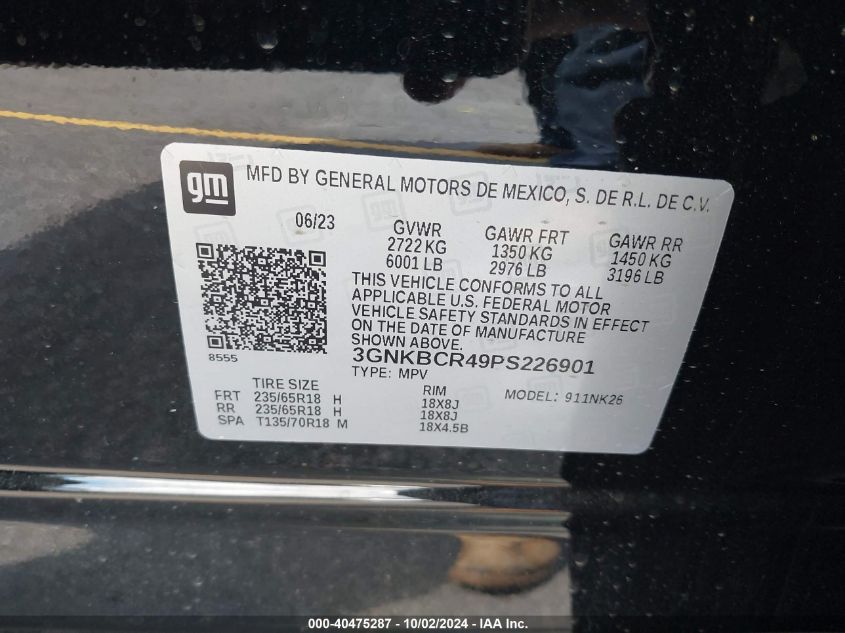 gm
MFD BY GENERAL MOTORS DE MEXICO, S. DE R.L. DE C.V.
06/23
GVWR GAWR FRT GAWR RR
2722 KG 1350 KG 1450 KG
6001 LB 2976 LB 3196 LB
THIS VEHICLE CONFORMS TO ALL
APPLICABLE U.S. FEDERAL MOTOR
VEHICLE SAFETY STANDARDS IN EFFECT
ON THE DATE OF MANUFACTURE
SHOWN ABOVE.
8555
3GNKBCR49PS226901
TYPE: MPV
TIRE SIZE RIM MODEL: 911NK26
FRT 235/65R18 H 18X8J
RR 235/65R18 H 18X8J
SPA T135/70R18 M 18X4.5B
000-40475287 - 10/02/2024 - IAA Inc.